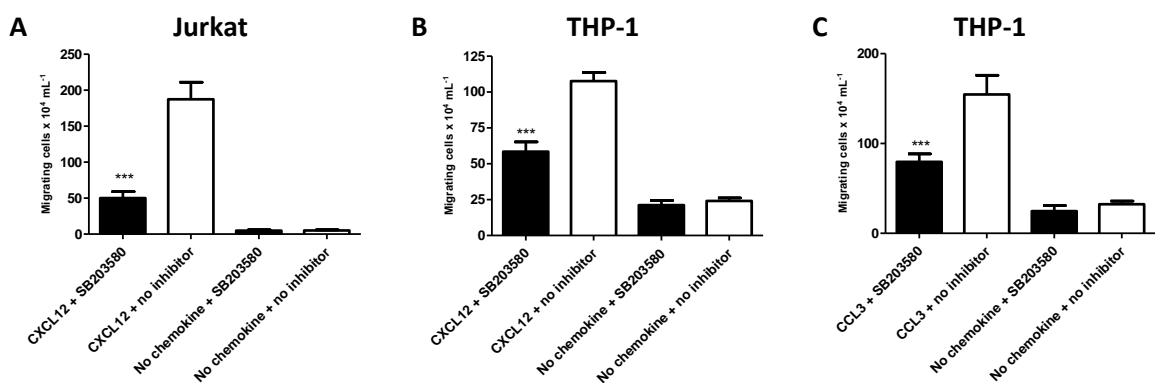 A
Jurkat
Migrating cells x 10⁴ mL⁻¹
250
200
150
100
50
0
***
CXCL12 + SB203580
CXCL12 + no inhibitor
No chemokine + SB203580
No chemokine + no inhibitor
B
THP-1
Migrating cells x 10⁴ mL⁻¹
125
100
75
50
25
0
***
CXCL12 + SB203580
CXCL12 + no inhibitor
No chemokine + SB203580
No chemokine + no inhibitor
C
THP-1
Migrating cells x 10⁴ mL⁻¹
200
100
0
***
CCL3 + SB203580
CCL3 + no inhibitor
No chemokine + SB203580
No chemokine + no inhibitor